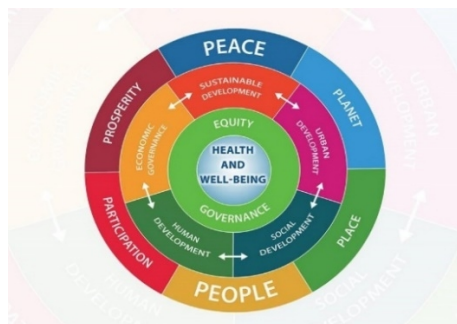 PEACE
PLANET
PLACE
PEOPLE
PARTICIPATION
PROSPERITY
SUSTAINABLE
DEVELOPMENT
URBAN
DEVELOPMENT
SOCIAL
DEVELOPMENT
HUMAN
DEVELOPMENT
ECONOMIC
GOVERNANCE
EQUITY
HEALTH
AND
WELL-BEING
GOVERNANCE